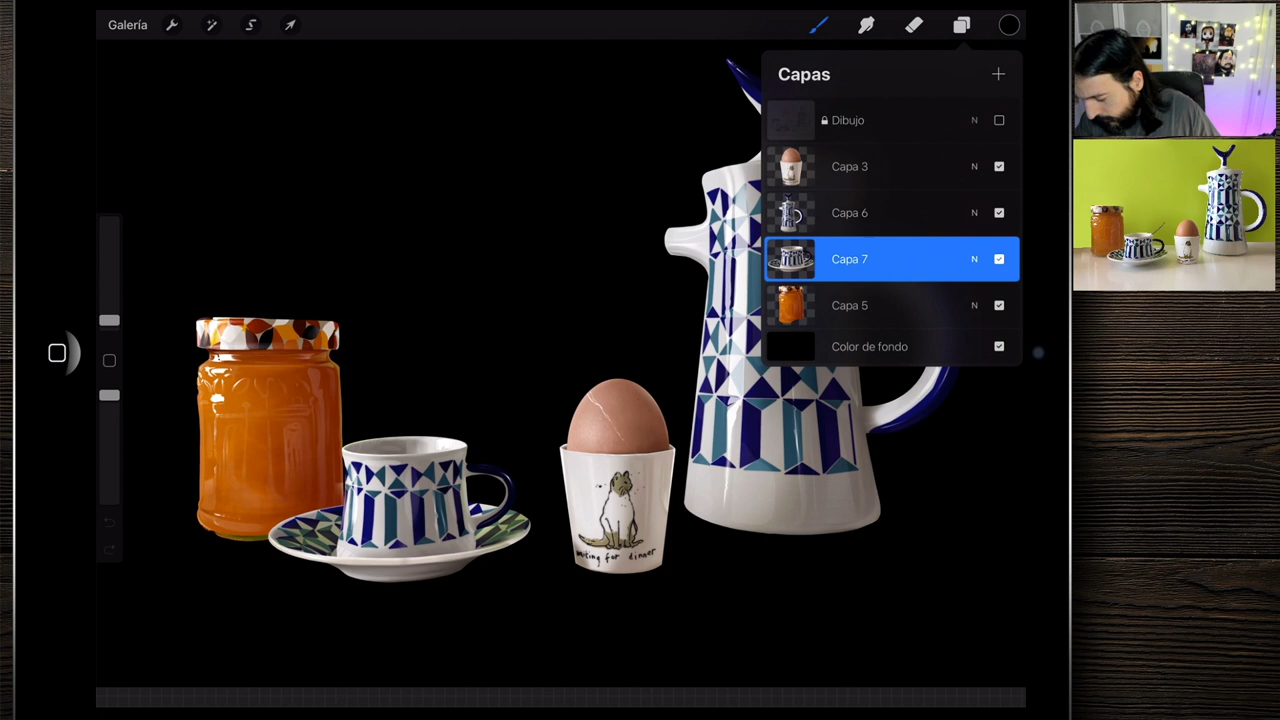 Galería
Capas
Dibujo N
Capa 3 N
Capa 6 N
Capa 7 N
Capa 5 N
Color de fondo
waiting for dinner